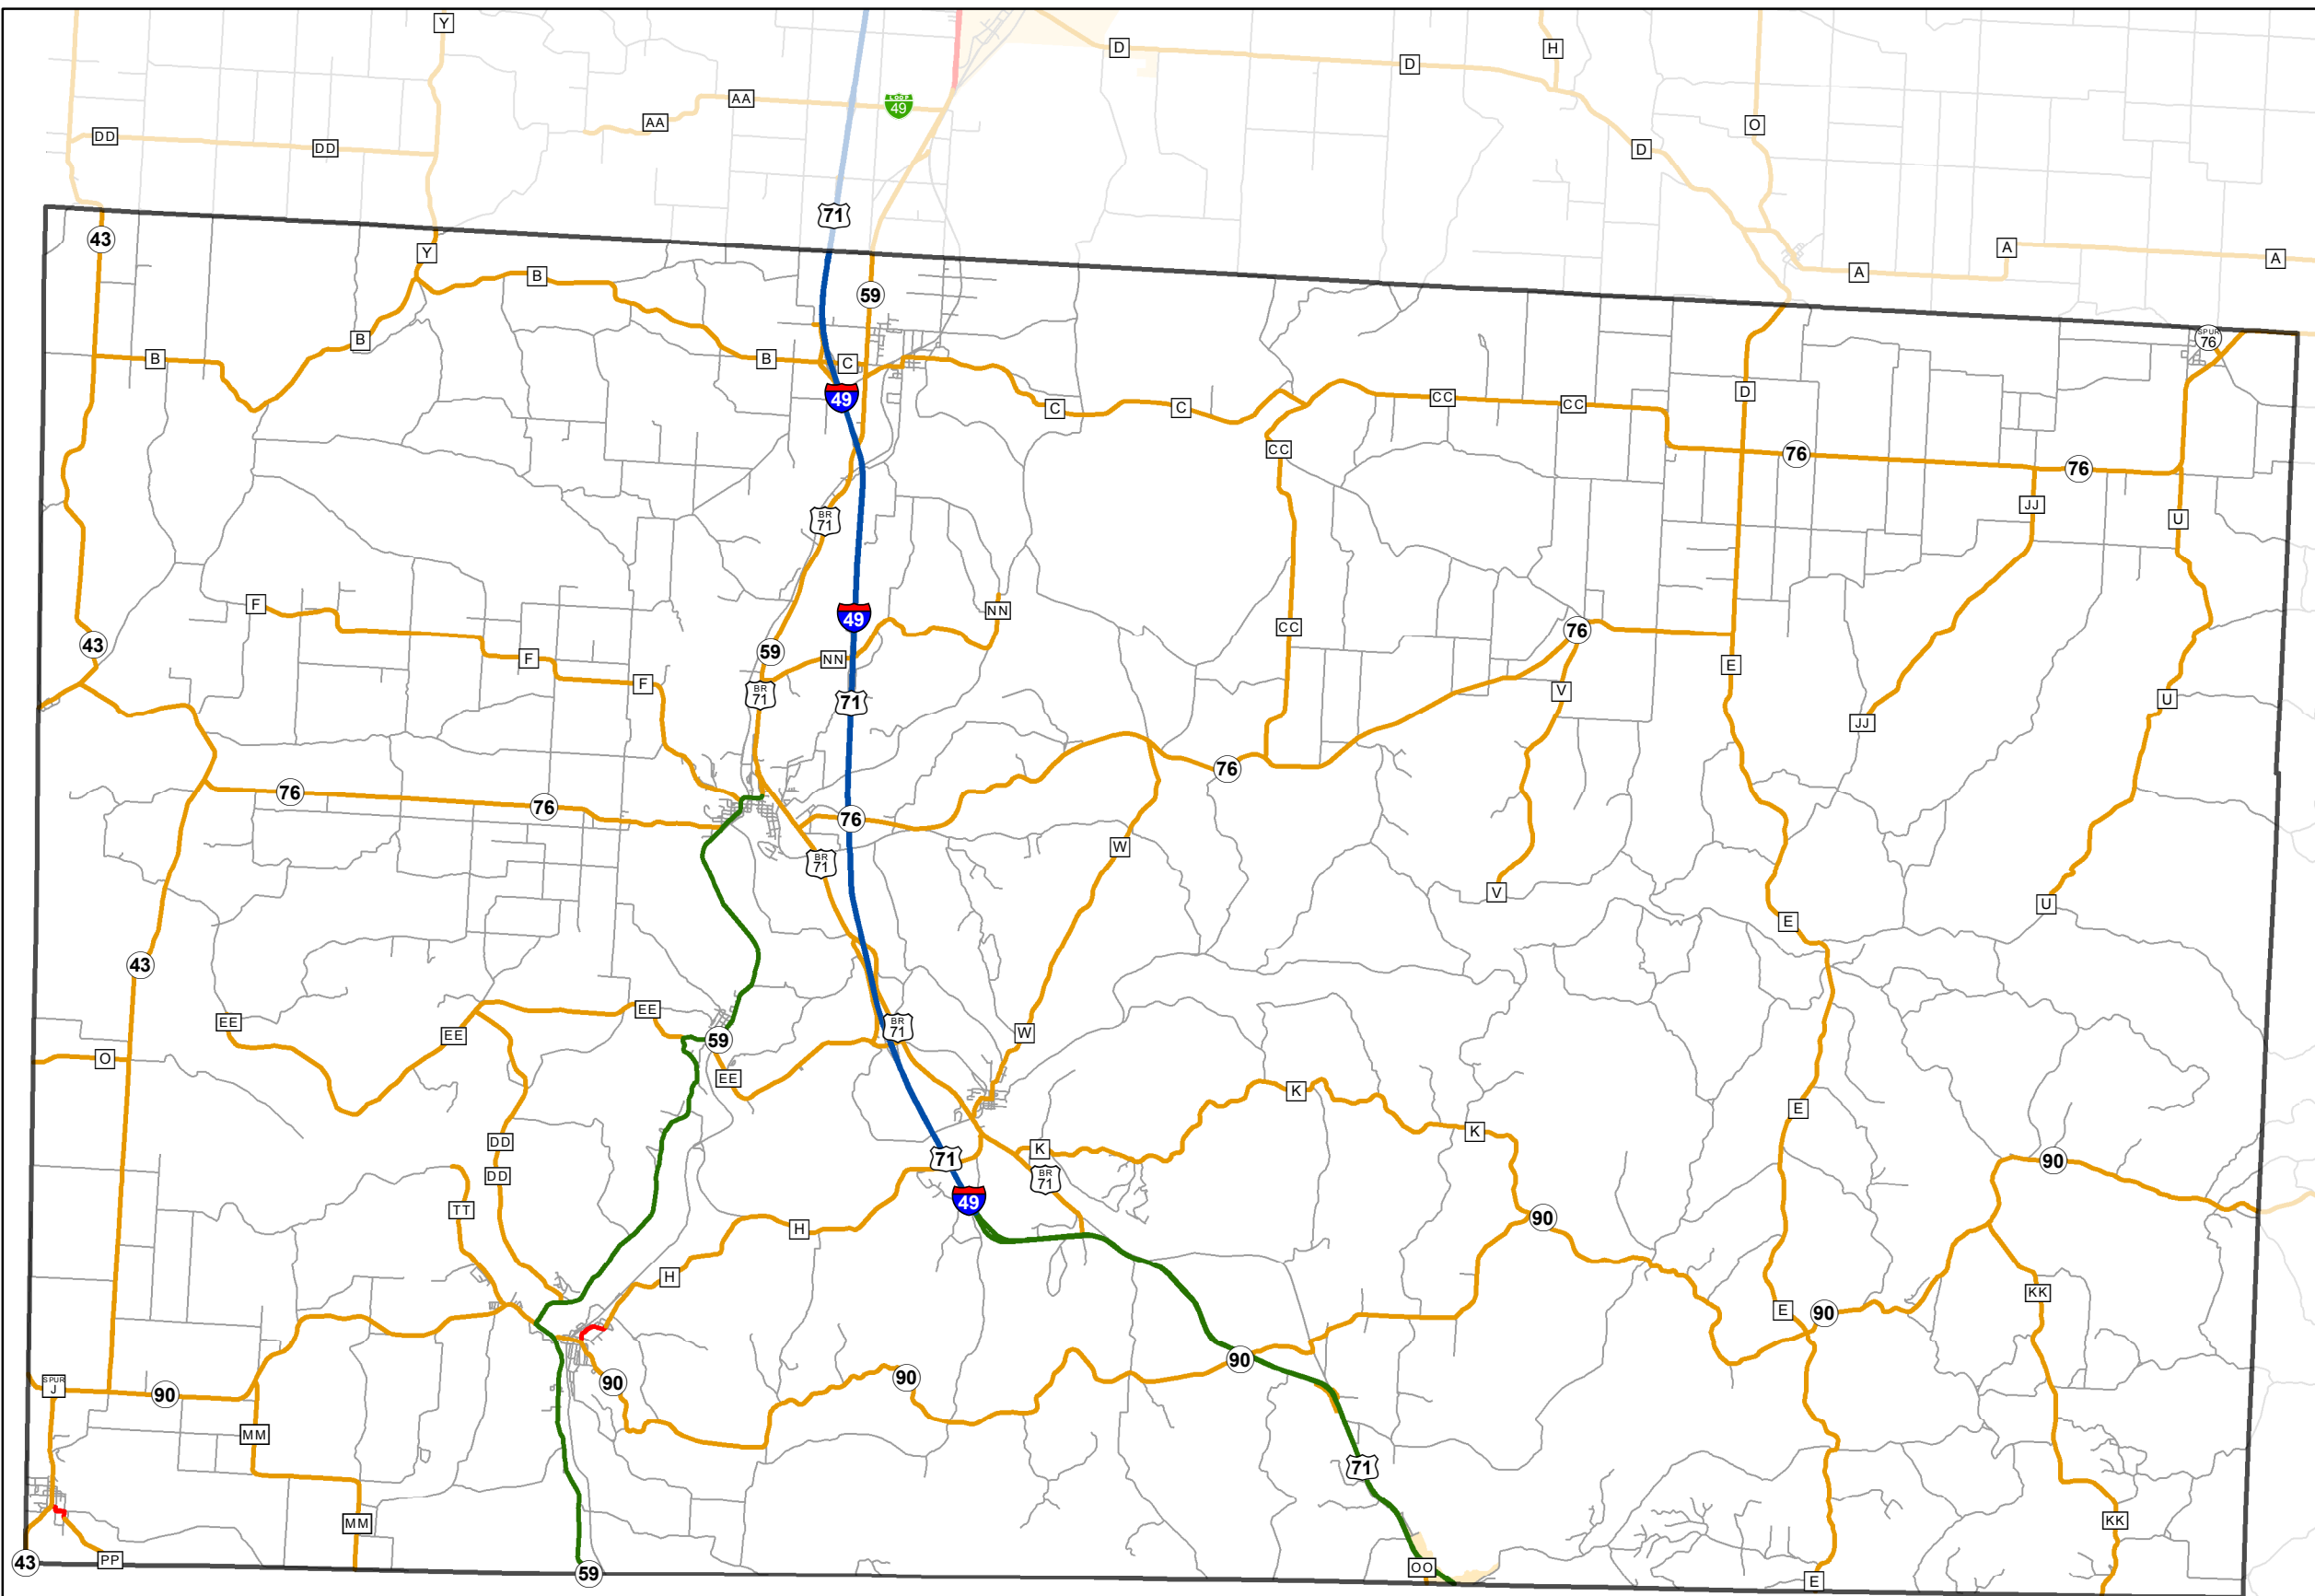 Y
D
H
D
AA
LOOP
49
AA
O
DD
DD
D
71
43
Y
A
A
A
B
59
SPUR
76
B
B
B
C
D
49
C
C
CC
CC
CC
76
76
JJ
U
BR
71
F
49
NN
CC
76
43
59
NN
F
F
E
BR
71
71
V
U
JJ
76
76
76
76
W
BR
71
V
U
E
43
EE
EE
EE
BR
71
W
59
O
EE
K
E
DD
K
K
71
BR
71
90
DD
TT
49
90
H
H
KK
E
90
90
SPUR
J
90
90
90
MM
71
MM
KK
43
PP
59
OO
E